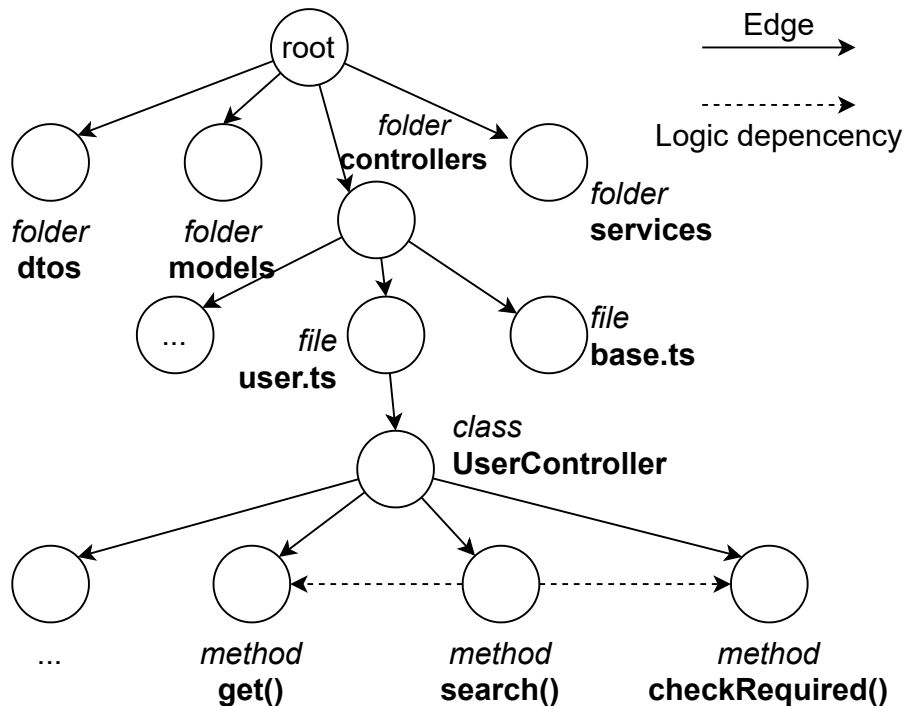 root
Edge
Logic depencency
folder
controllers
folder
dtos
folder
models
folder
services
...
file
user.ts
file
base.ts
class
UserController
...
method
get()
method
search()
method
checkRequired()